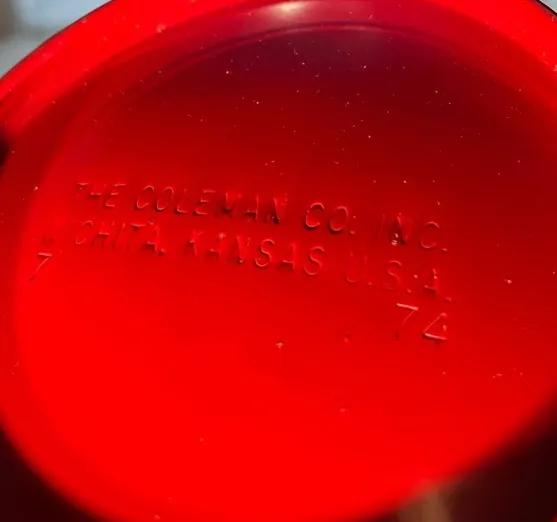 THE COLEMAN CO. INC.
WICHITA, KANSAS U.S.A.
7 74